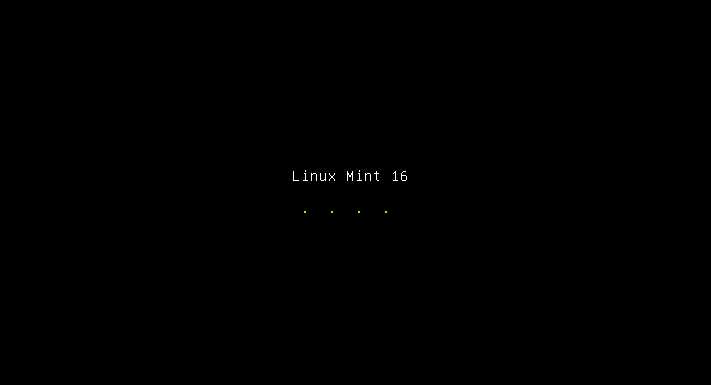 Linux Mint 16
. . . .